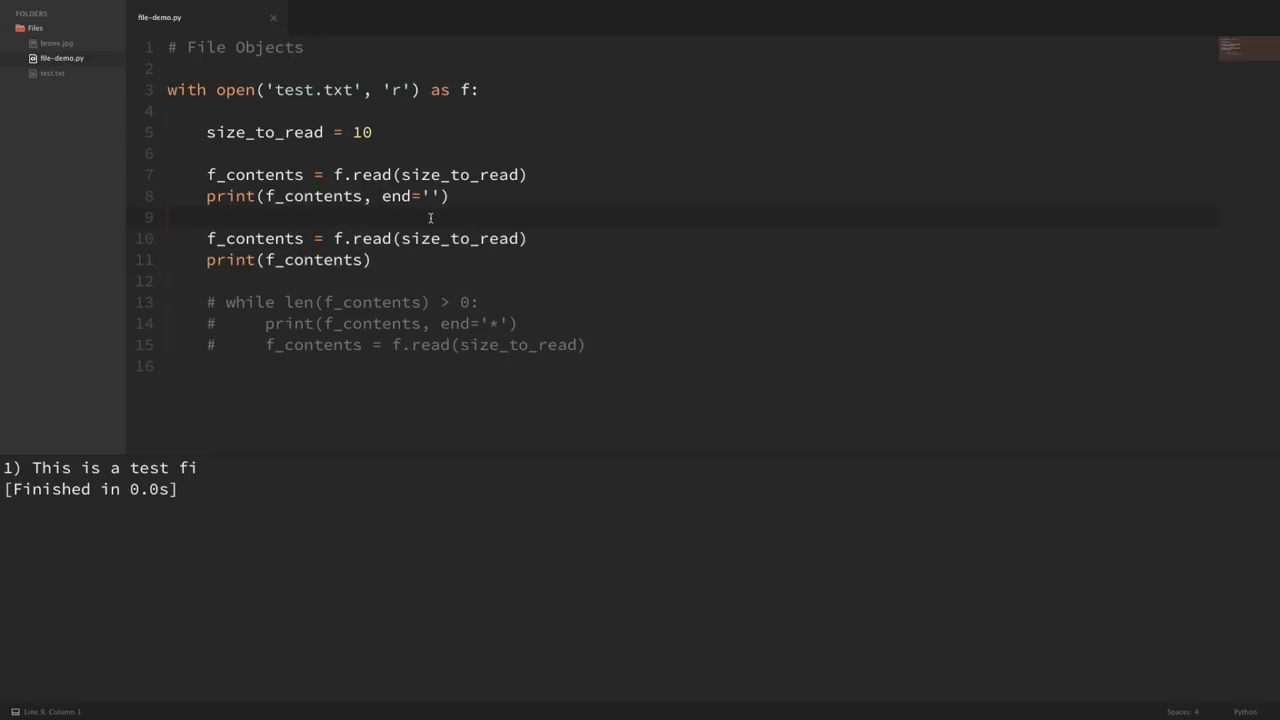 FOLDERS
Files
bronx.jpg
file-demo.py
test.txt
file-demo.py
1 # File Objects
2
3 with open('test.txt', 'r') as f:
4
5     size_to_read = 10
6
7     f_contents = f.read(size_to_read)
8     print(f_contents, end='')
9
10     f_contents = f.read(size_to_read)
11     print(f_contents)
12
13     # while len(f_contents) > 0:
14     #     print(f_contents, end='*')
15     #     f_contents = f.read(size_to_read)
16
1) This is a test fi
[Finished in 0.0s]
Line 9, Column 1
Spaces: 4
Python